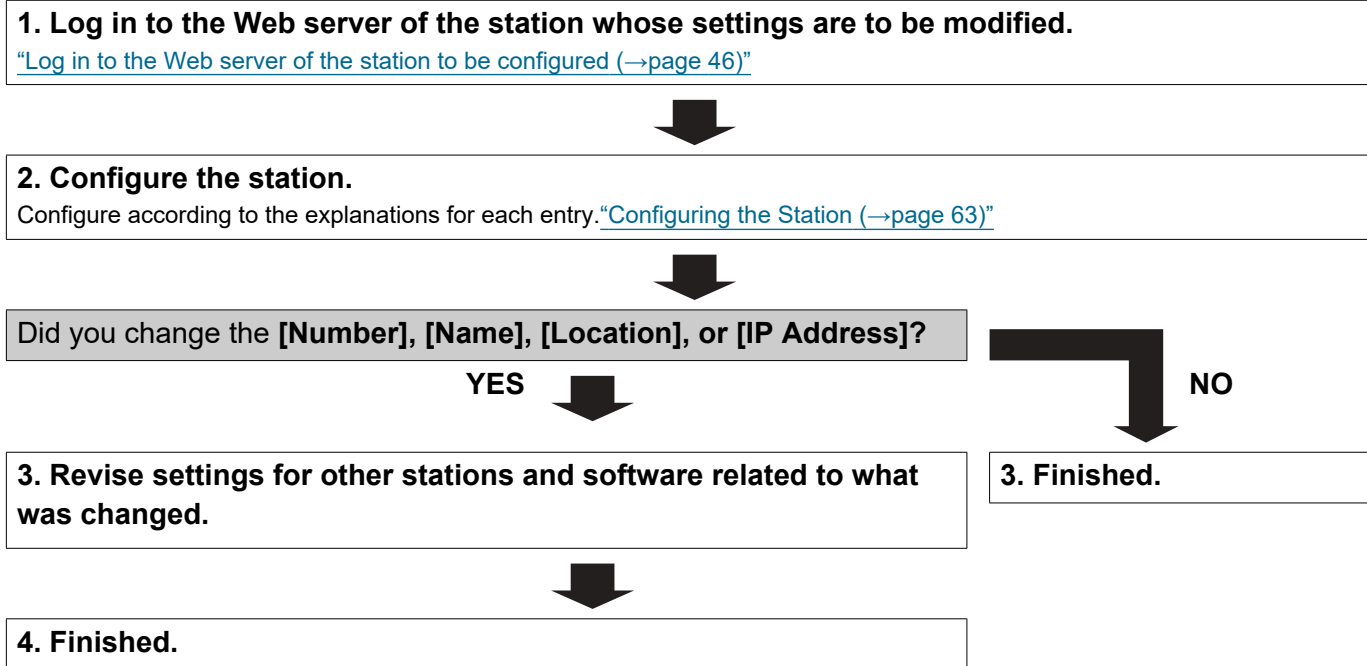 1. Log in to the Web server of the station whose settings are to be modified.
“Log in to the Web server of the station to be configured (→page 46)”
2. Configure the station.
Configure according to the explanations for each entry.“Configuring the Station (→page 63)”
Did you change the [Number], [Name], [Location], or [IP Address]?
YES
NO
3. Revise settings for other stations and software related to what
was changed.
3. Finished.
4. Finished.